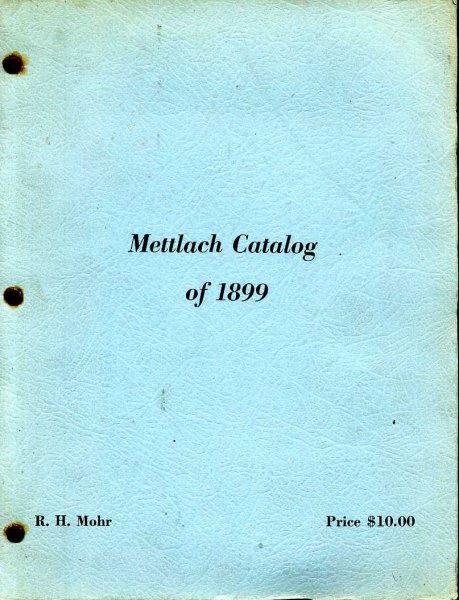 Mettlach Catalog
of 1899
R. H. Mohr
Price $10.00